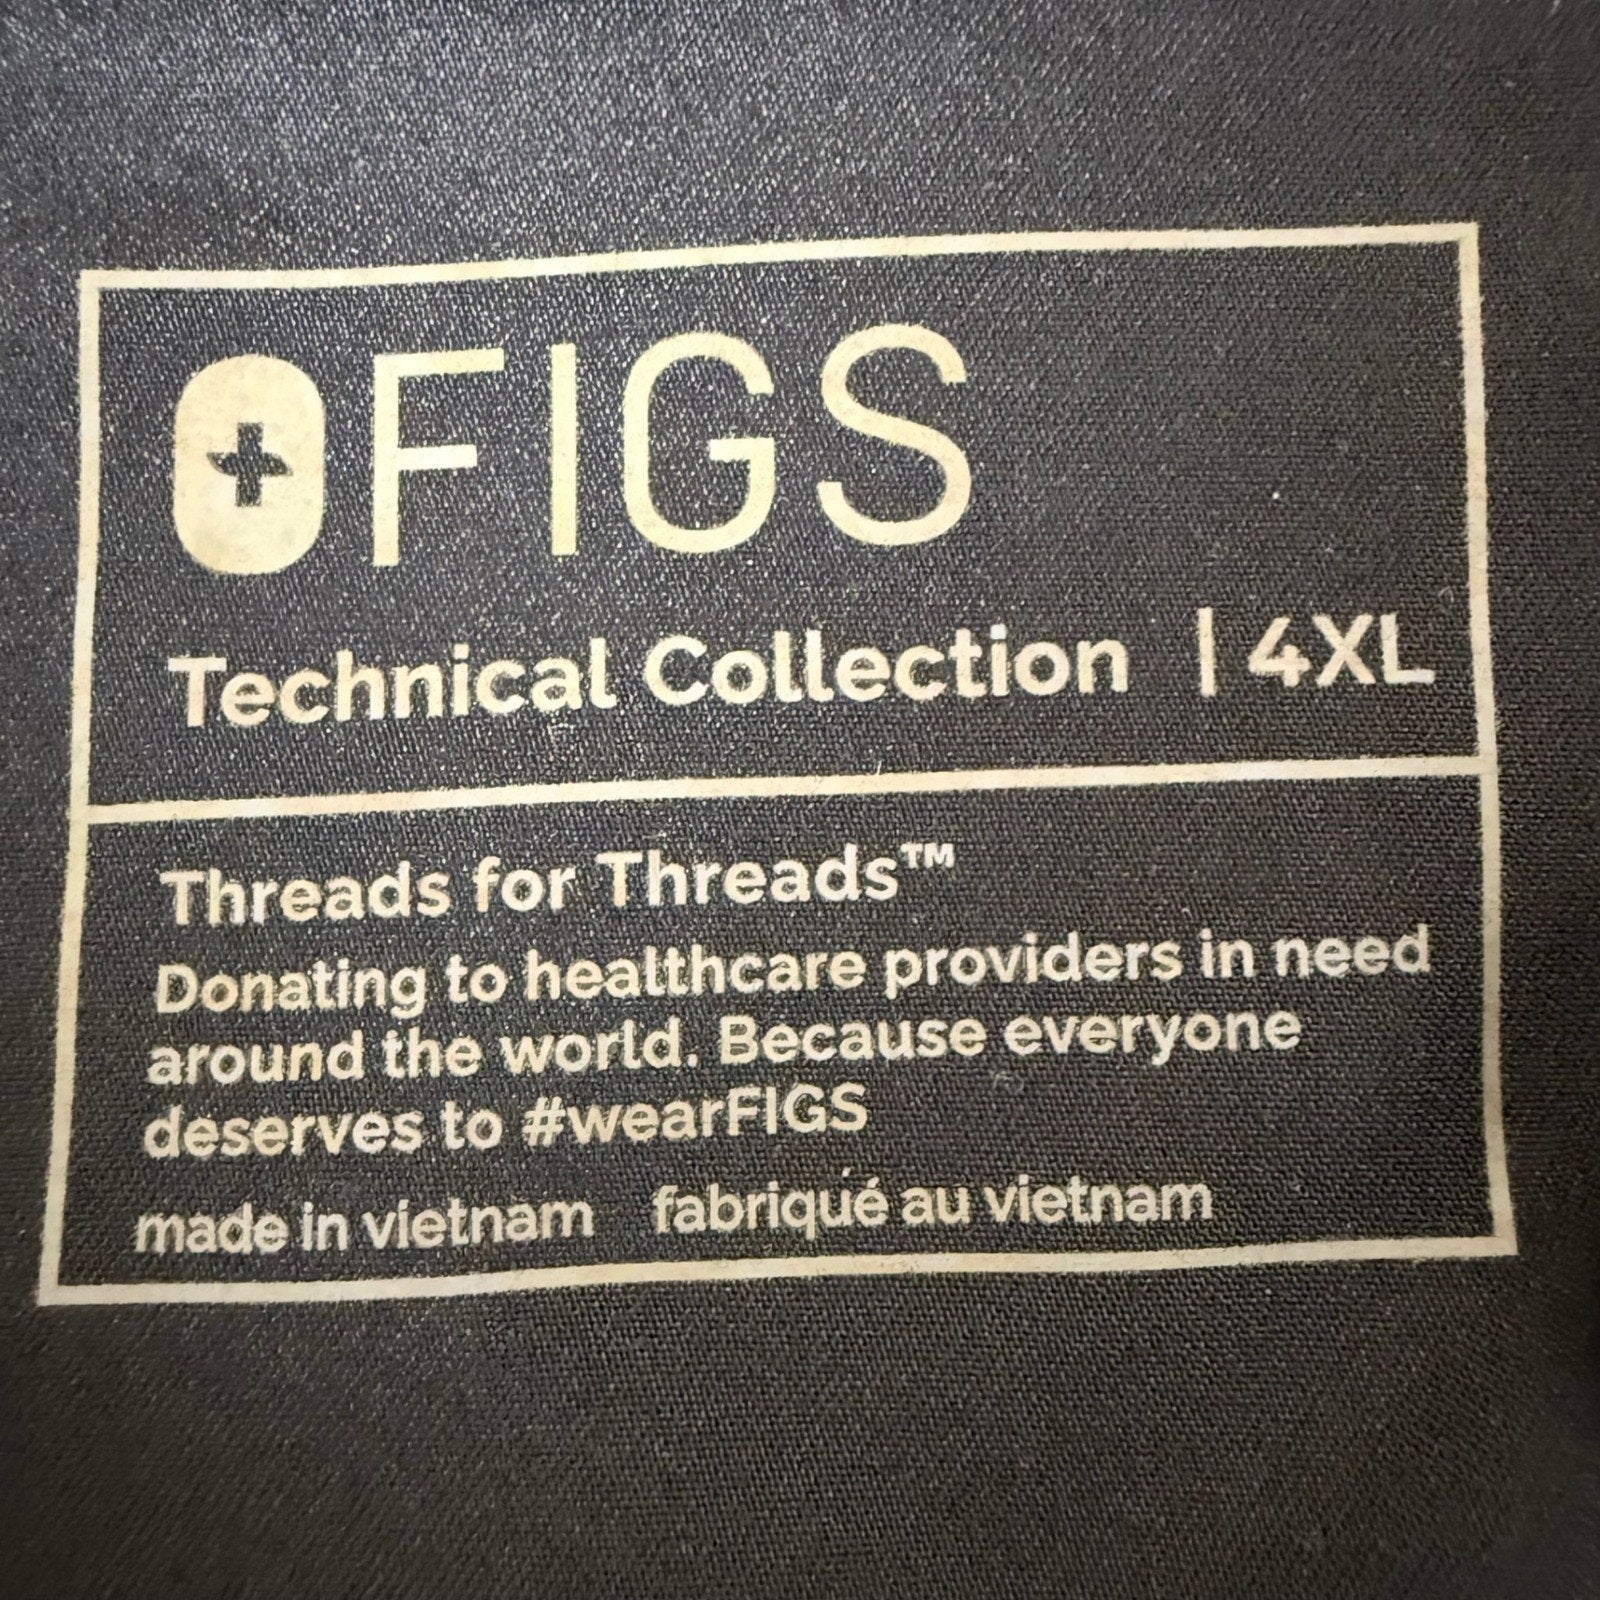 FIGS
Technical Collection | 4XL
Threads for Threads™
Donating to healthcare providers in need
around the world. Because everyone
deserves to #wearFIGS
made in vietnam fabriqué au vietnam